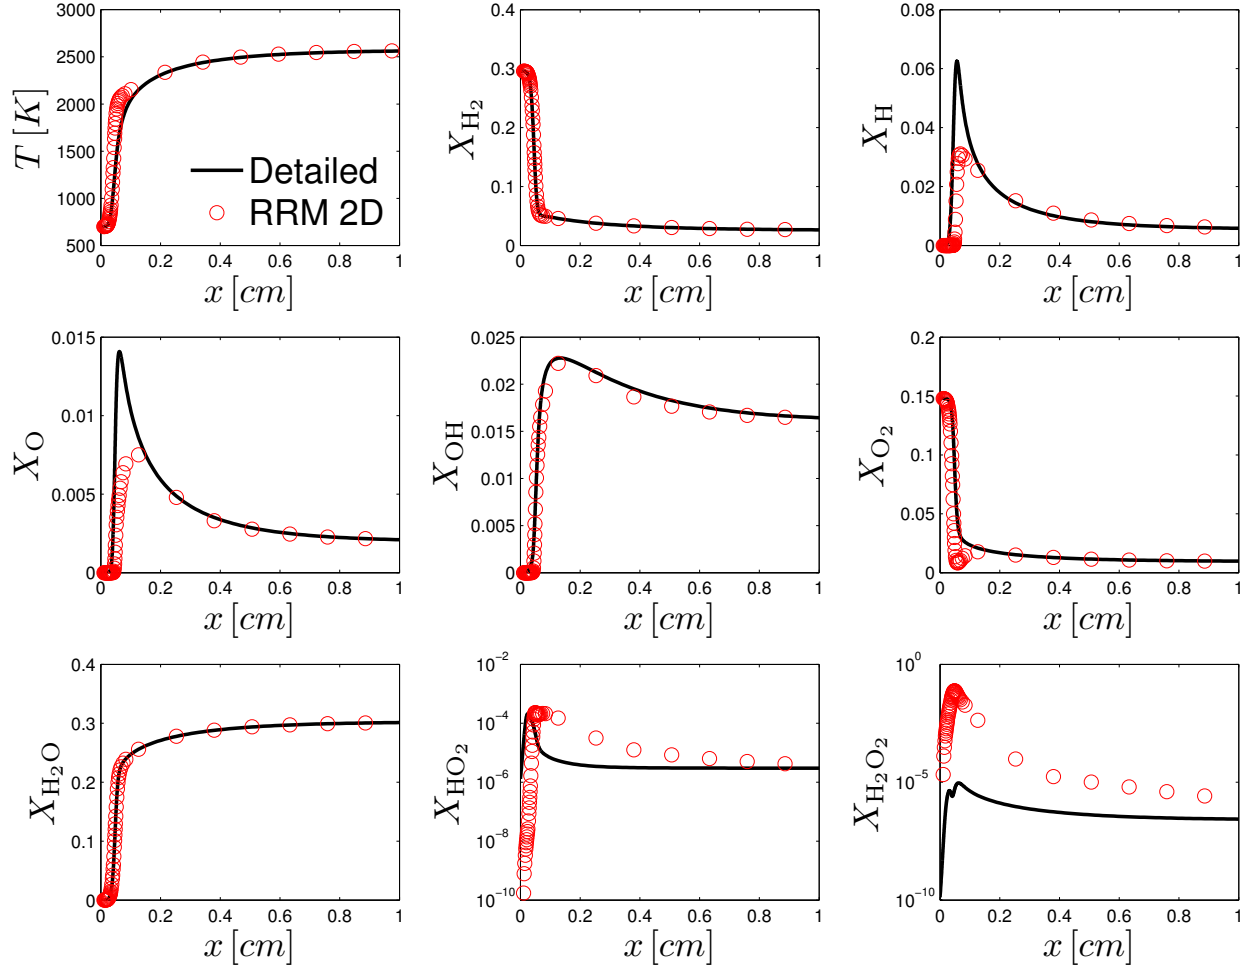 3000
2500
2000
1500
1000
500
T [K]
Detailed
RRM 2D
0 0.2 0.4 0.6 0.8 1
x [cm]
0.4
0.3
0.2
0.1
0
X_H₂
0 0.2 0.4 0.6 0.8 1
x [cm]
0.08
0.06
0.04
0.02
0
X_H
0 0.2 0.4 0.6 0.8 1
x [cm]
0.015
0.01
0.005
0
X_O
0 0.2 0.4 0.6 0.8 1
x [cm]
0.025
0.02
0.015
0.01
0.005
0
X_OH
0 0.2 0.4 0.6 0.8 1
x [cm]
0.2
0.15
0.1
0.05
0
X_O₂
0 0.2 0.4 0.6 0.8 1
x [cm]
0.4
0.3
0.2
0.1
0
X_H₂O
0 0.2 0.4 0.6 0.8 1
x [cm]
10⁻²
10⁻⁴
10⁻⁶
10⁻⁸
10⁻¹⁰
X_HO₂
0 0.2 0.4 0.6 0.8 1
x [cm]
10⁰
10⁻⁵
10⁻¹⁰
X_H₂O₂
0 0.2 0.4 0.6 0.8 1
x [cm]